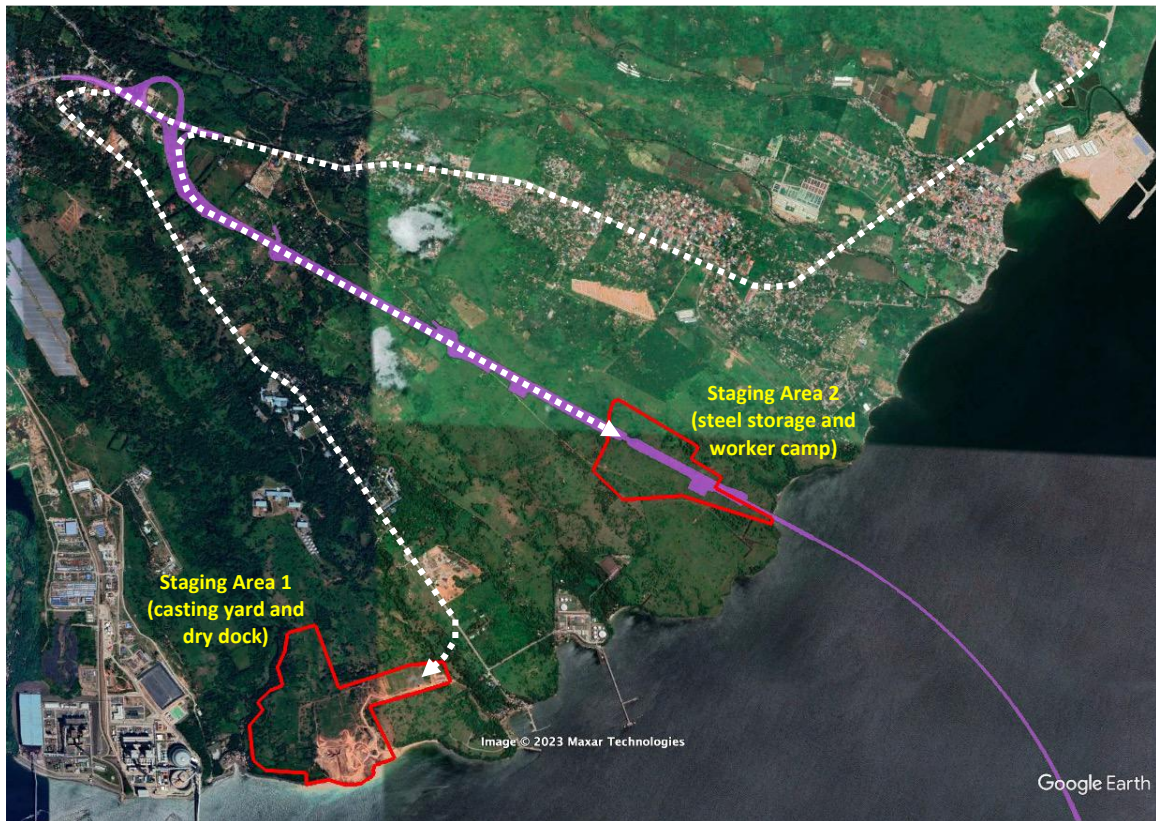 Staging Area 2
(steel storage and
worker camp)
Staging Area 1
(casting yard and
dry dock)
Image © 2023 Maxar Technologies
Google Earth